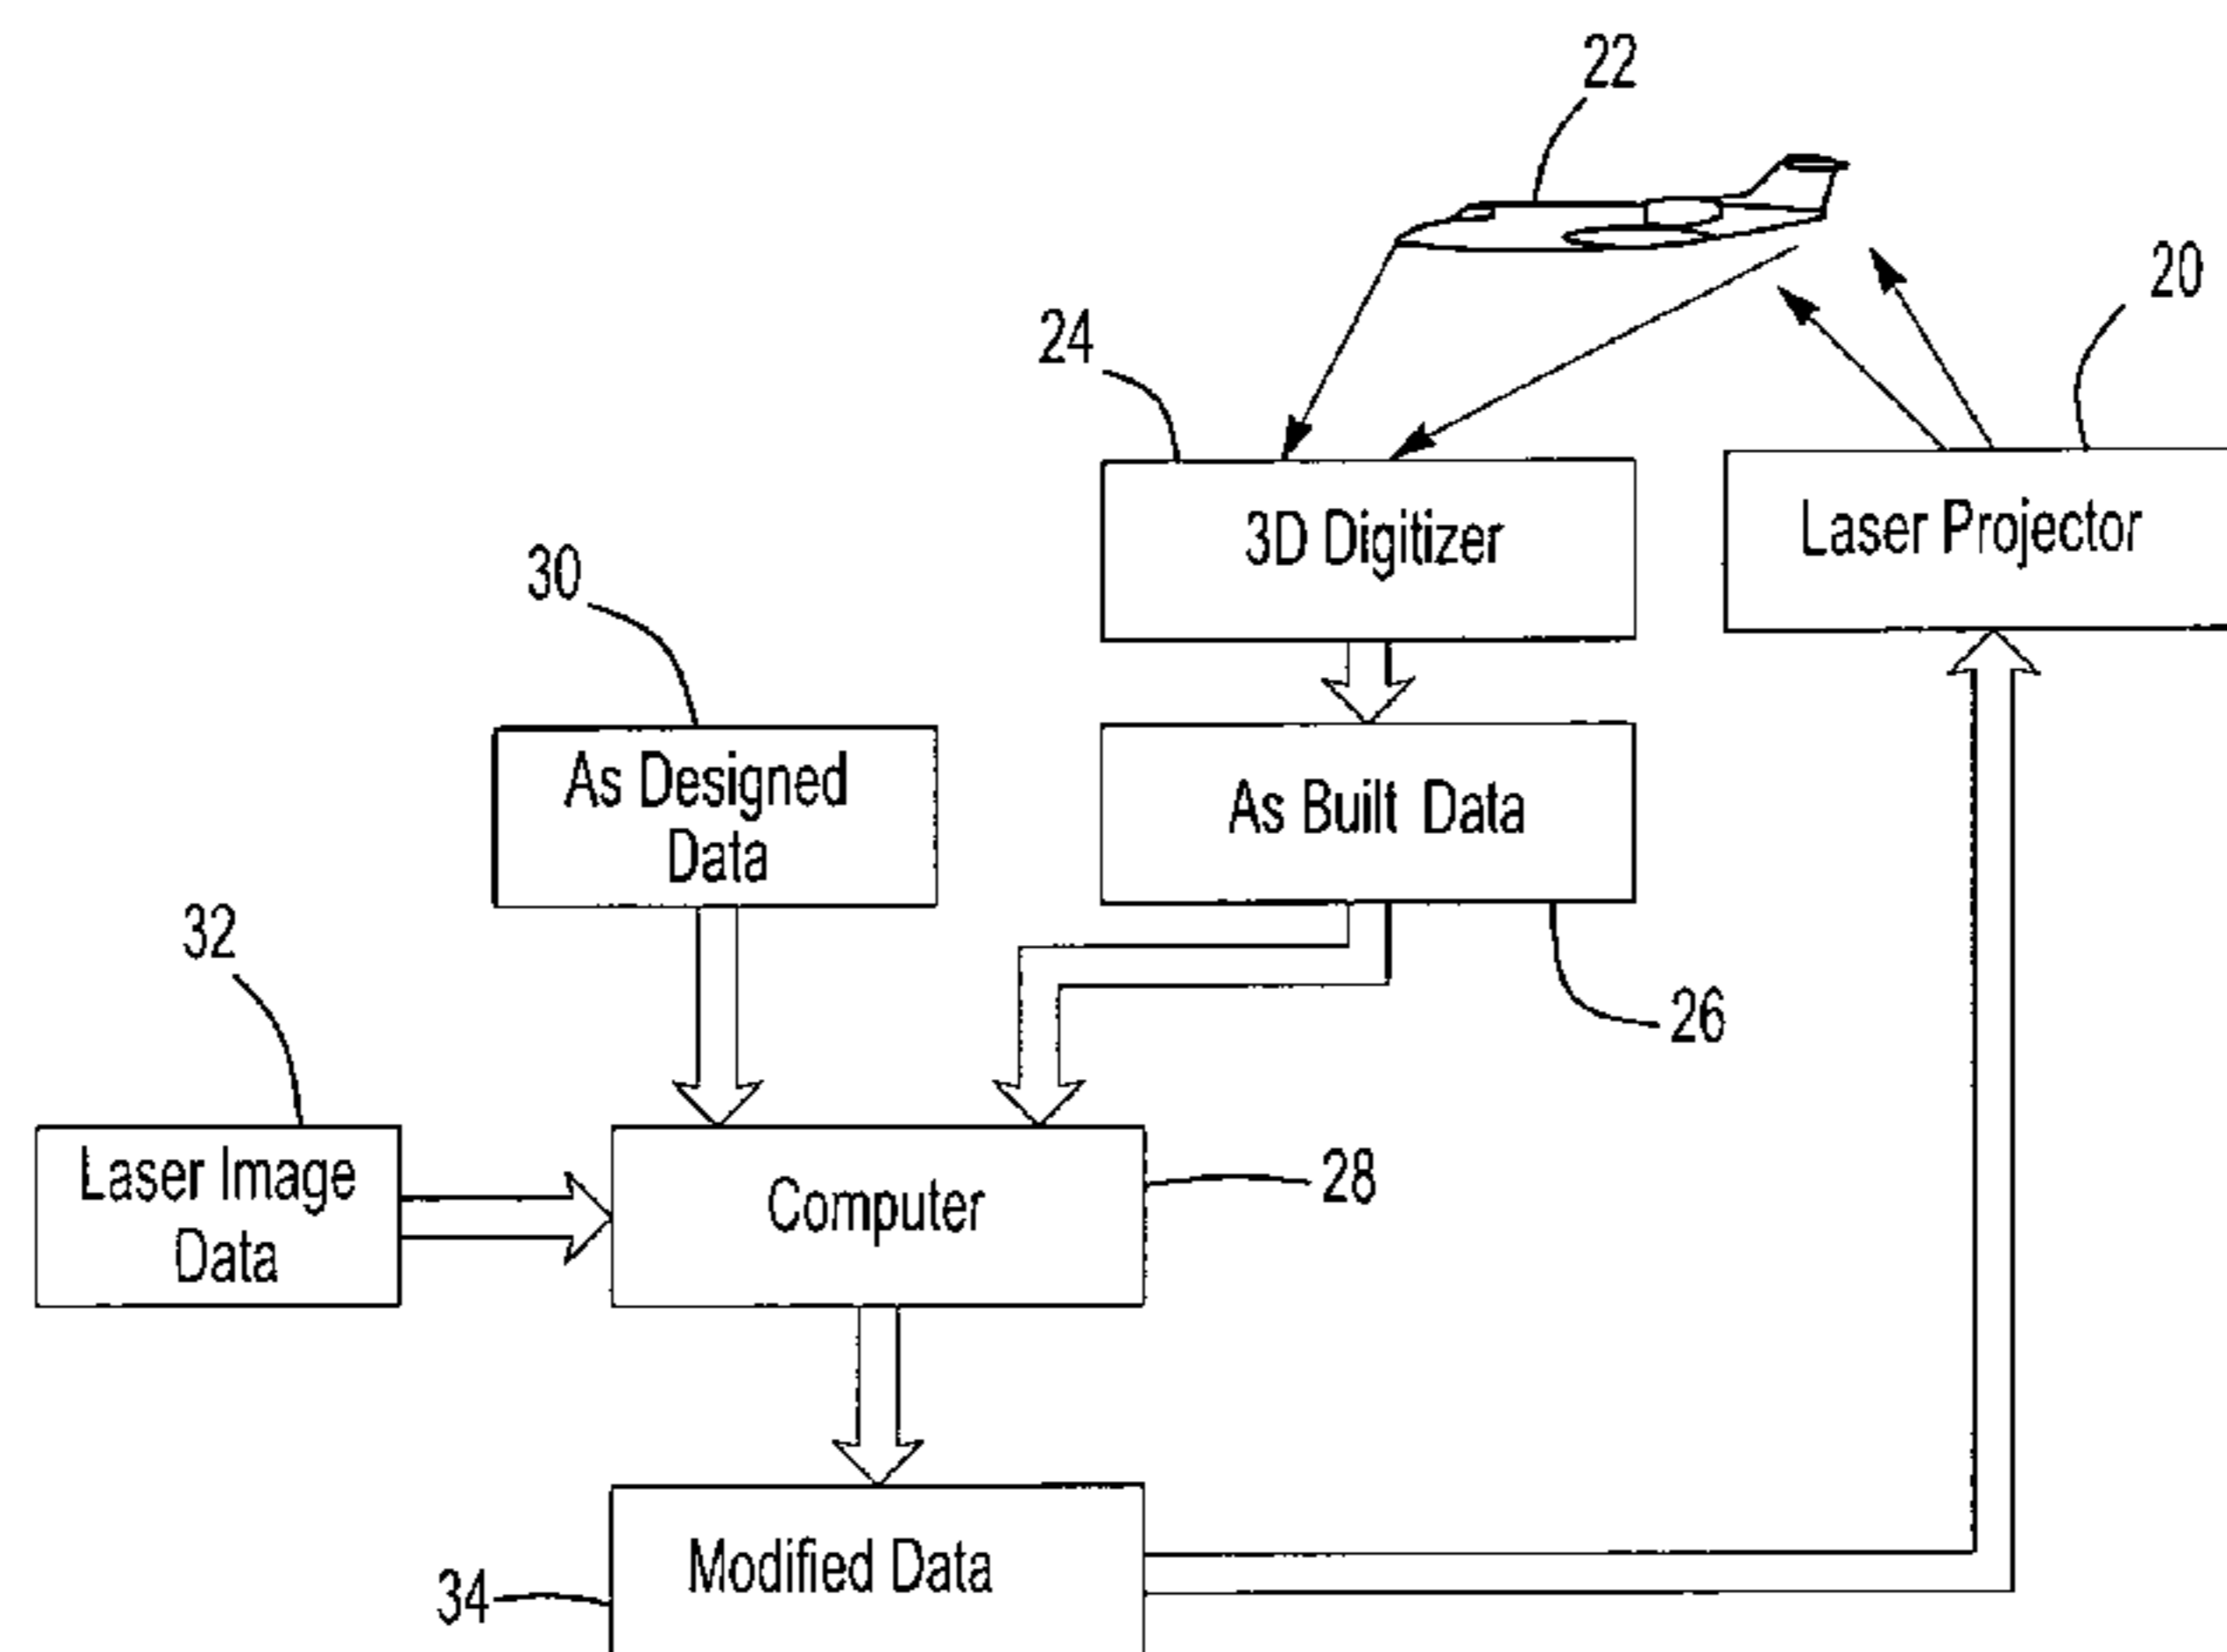 22
20
24
3D Digitizer
Laser Projector
30
As Designed
Data
As Built Data
32
26
Laser Image
Data
Computer
28
Modified Data
34